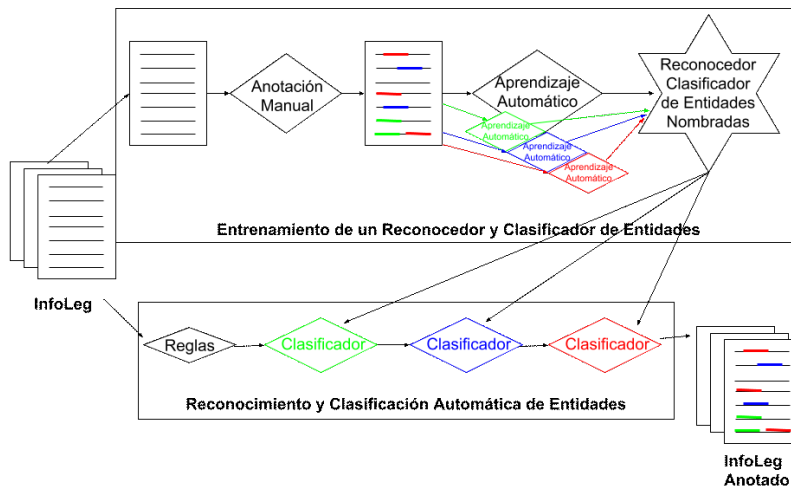 Anotación
Manual
Aprendizaje
Automático
Reconocedor
Clasificador
de Entidades
Nombradas
Aprendizaje
Automático
Aprendizaje
Automático
Aprendizaje
Automático
Entrenamiento de un Reconocedor y Clasificador de Entidades
InfoLeg
Reglas
Clasificador
Clasificador
Clasificador
Reconocimiento y Clasificación Automática de Entidades
InfoLeg
Anotado